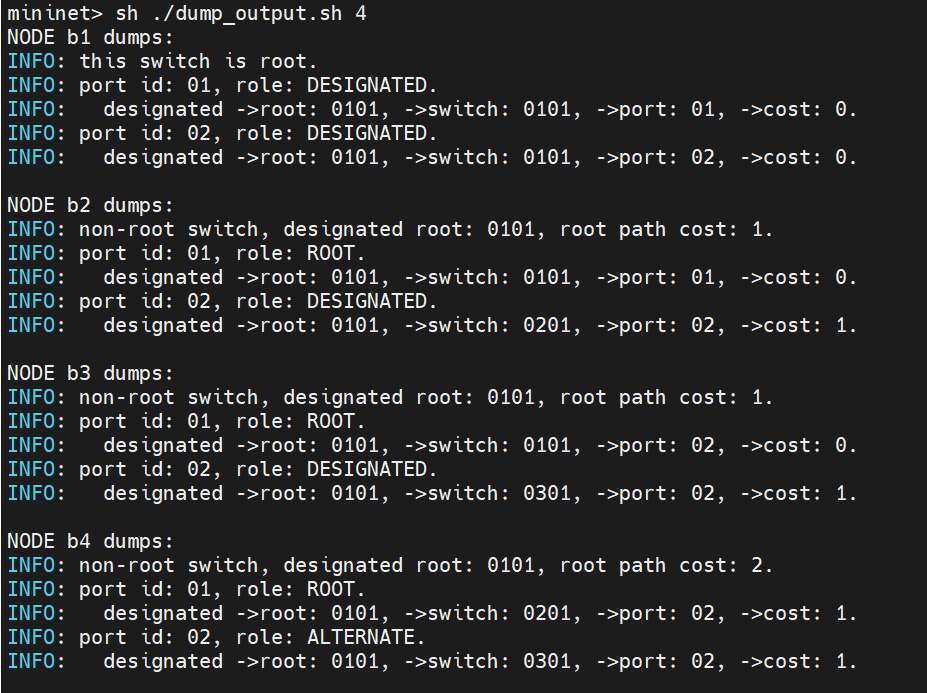 mininet> sh ./dump_output.sh 4
NODE b1 dumps:
INFO: this switch is root.
INFO: port id: 01, role: DESIGNATED.
INFO:   designated ->root: 0101, ->switch: 0101, ->port: 01, ->cost: 0.
INFO: port id: 02, role: DESIGNATED.
INFO:   designated ->root: 0101, ->switch: 0101, ->port: 02, ->cost: 0.

NODE b2 dumps:
INFO: non-root switch, designated root: 0101, root path cost: 1.
INFO: port id: 01, role: ROOT.
INFO:   designated ->root: 0101, ->switch: 0101, ->port: 01, ->cost: 0.
INFO: port id: 02, role: DESIGNATED.
INFO:   designated ->root: 0101, ->switch: 0201, ->port: 02, ->cost: 1.

NODE b3 dumps:
INFO: non-root switch, designated root: 0101, root path cost: 1.
INFO: port id: 01, role: ROOT.
INFO:   designated ->root: 0101, ->switch: 0101, ->port: 02, ->cost: 0.
INFO: port id: 02, role: DESIGNATED.
INFO:   designated ->root: 0101, ->switch: 0301, ->port: 02, ->cost: 1.

NODE b4 dumps:
INFO: non-root switch, designated root: 0101, root path cost: 2.
INFO: port id: 01, role: ROOT.
INFO:   designated ->root: 0101, ->switch: 0201, ->port: 02, ->cost: 1.
INFO: port id: 02, role: ALTERNATE.
INFO:   designated ->root: 0101, ->switch: 0301, ->port: 02, ->cost: 1.